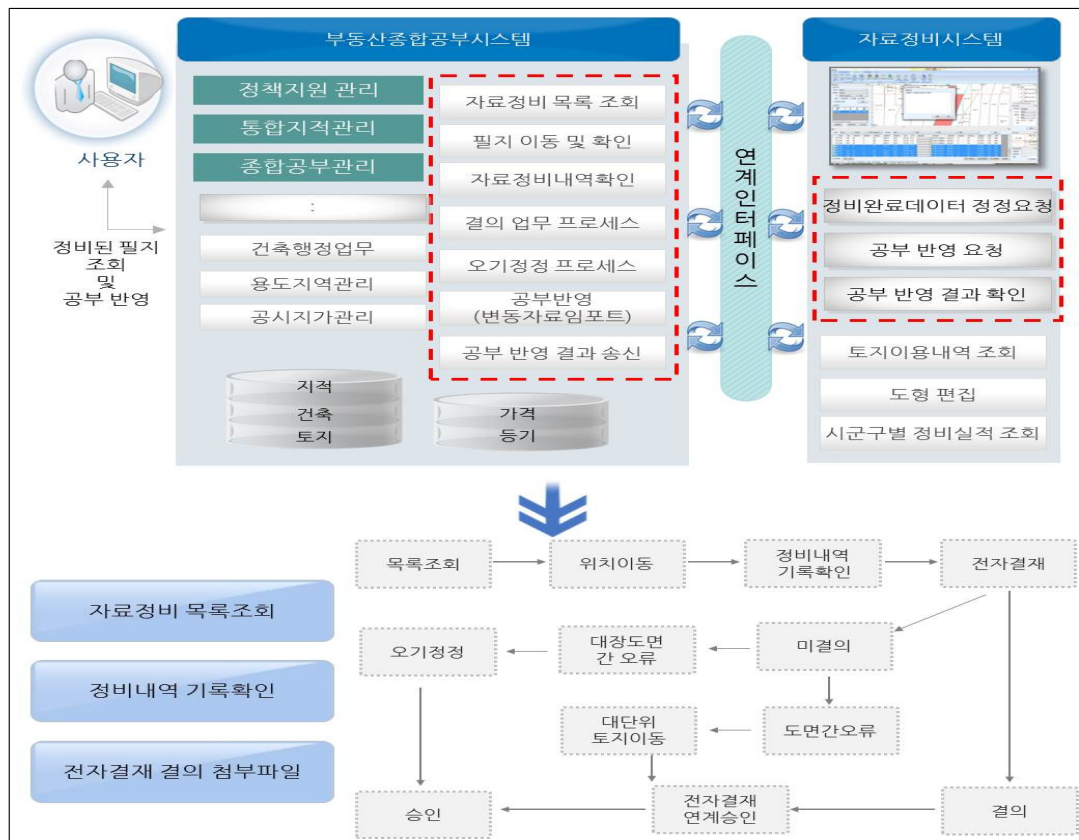 부동산종합공부시스템
자료정비시스템
사용자
정비된 필지
조회
및
공부 반영
정책지원 관리
통합지적관리
종합공부관리
:
건축행정업무
용도지역관리
공시지가관리
자료정비 목록 조회
필지 이동 및 확인
자료정비내역확인
결의 업무 프로세스
오기정정 프로세스
공부반영
(변동자료임포트)
공부 반영 결과 송신
지적
건축
토지
가격
등기
연계인터페이스
정비완료데이터 정정요청
공부 반영 요청
공부 반영 결과 확인
토지이용내역 조회
도형 편집
시군구별 정비실적 조회
자료정비 목록조회
정비내역 기록확인
전자결재 결의 첨부파일
목록조회
위치이동
정비내역
기록확인
전자결재
오기정정
대장도면
간 오류
미결의
대단위
토지이동
도면간오류
승인
전자결재
연계승인
결의